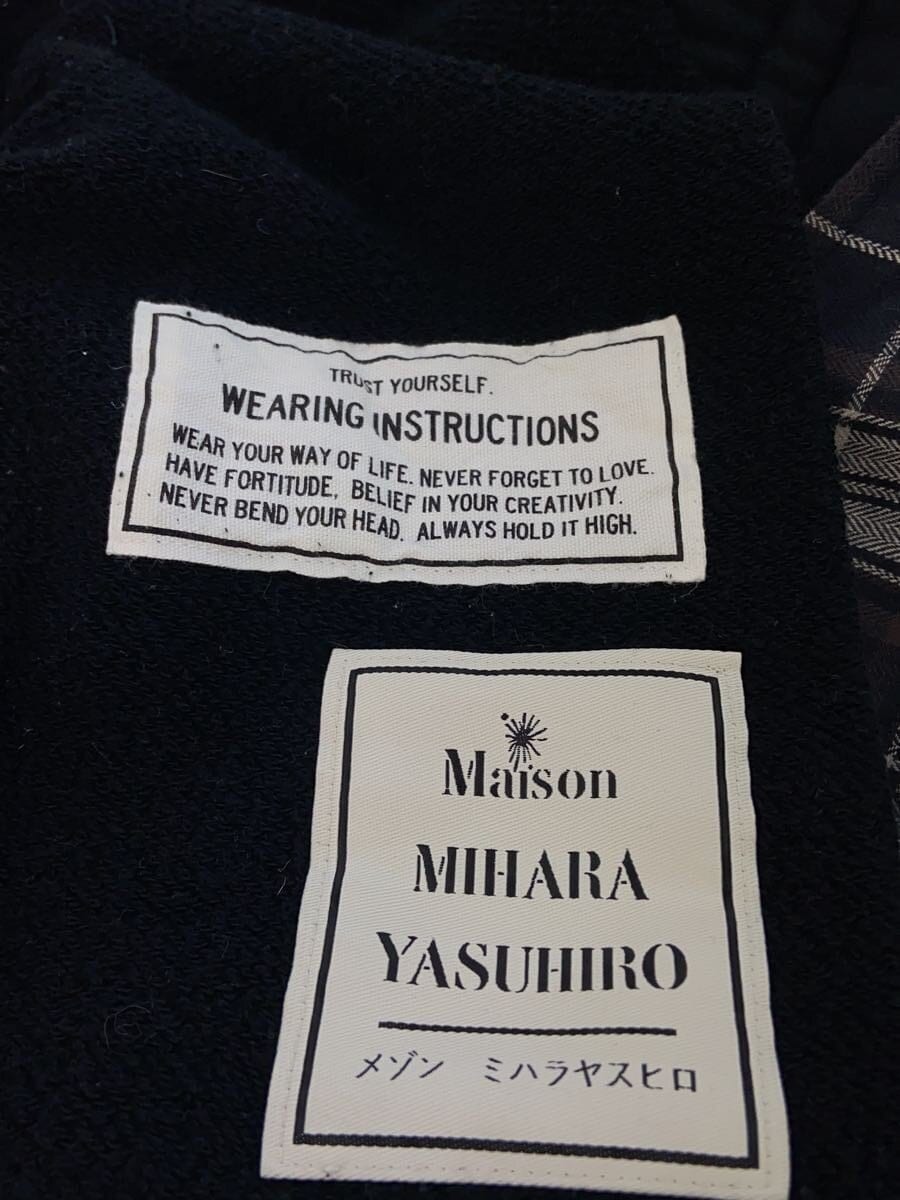 TRUST YOURSELF.
WEARING INSTRUCTIONS
WEAR YOUR WAY OF LIFE. NEVER FORGET TO LOVE.
HAVE FORTITUDE, BELIEF IN YOUR CREATIVITY.
NEVER BEND YOUR HEAD. ALWAYS HOLD IT HIGH.
Maison
MIHARA
YASUHIRO
メゾン ミハラヤスヒロ